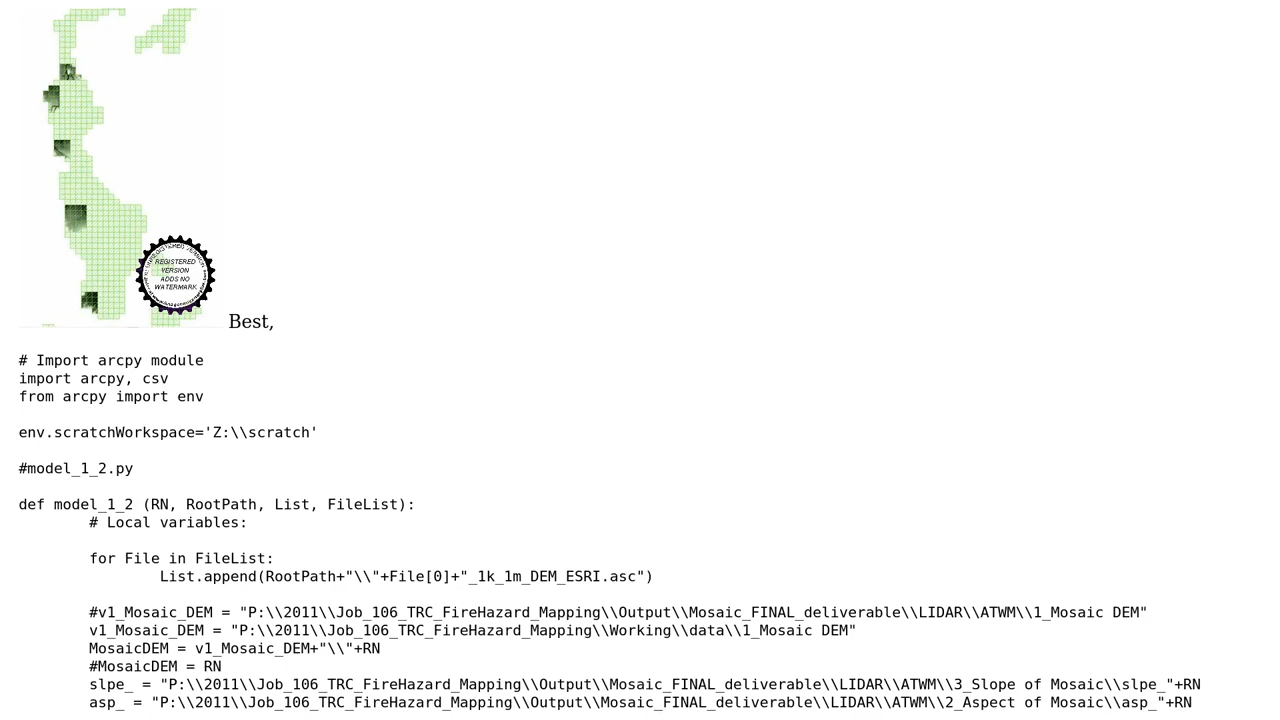 REGISTERED
VERSION
ADDS NO
WATERMARK
Best,
# Import arcpy module
import arcpy, csv
from arcpy import env
env.scratchWorkspace='Z:\\scratch'
#model_1_2.py
def model_1_2 (RN, RootPath, List, FileList):
# Local variables:
for File in FileList:
List.append(RootPath+"\\"+File[0]+"_1k_1m_DEM_ESRI.asc")
#v1_Mosaic_DEM = "P:\\2011\\Job_106_TRC_FireHazard_Mapping\\Output\\Mosaic_FINAL_deliverable\\LIDAR\\ATWM\\1_Mosaic DEM"
v1_Mosaic_DEM = "P:\\2011\\Job_106_TRC_FireHazard_Mapping\\Working\\data\\1_Mosaic DEM"
MosaicDEM = v1_Mosaic_DEM+"\\"+RN
#MosaicDEM = RN
slpe_ = "P:\\2011\\Job_106_TRC_FireHazard_Mapping\\Output\\Mosaic_FINAL_deliverable\\LIDAR\\ATWM\\3_Slope of Mosaic\\slpe_"+RN
asp_ = "P:\\2011\\Job_106_TRC_FireHazard_Mapping\\Output\\Mosaic_FINAL_deliverable\\LIDAR\\ATWM\\2_Aspect of Mosaic\\asp_"+RN